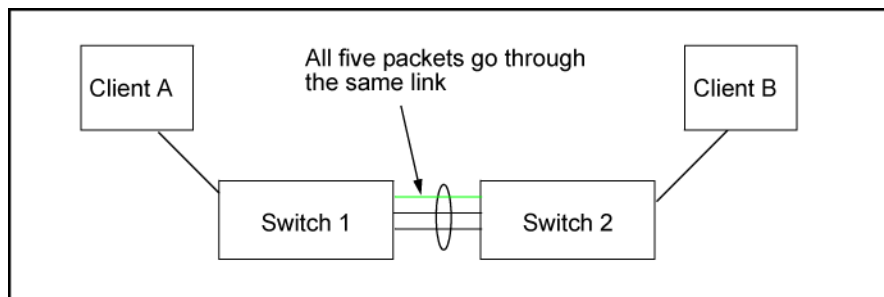 All five packets go through
the same link
Client A
Client B
Switch 1
Switch 2